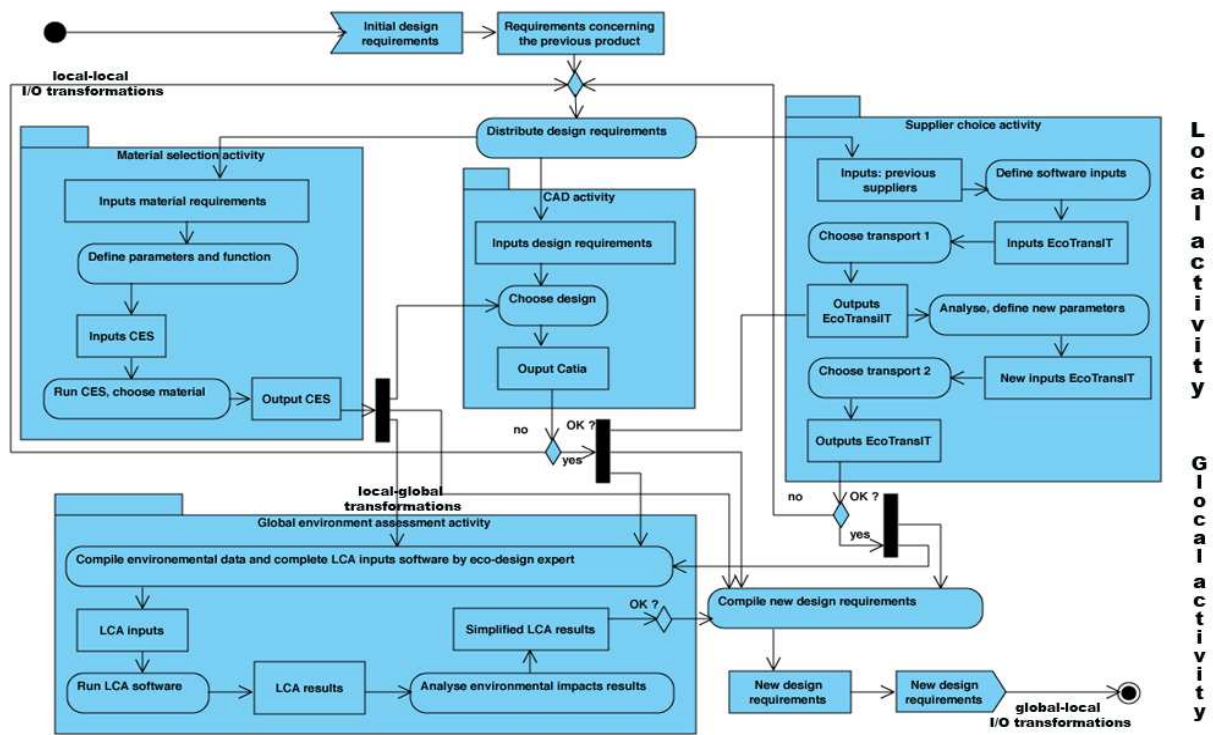 Initial design
requirements
Requirements concerning
the previous product
local-local
I/O transformations
Distribute design requirements
Supplier choice activity
Material selection activity
Inputs: previous
suppliers
Define software inputs
Inputs material requirements
CAD activity
Inputs design requirements
Choose transport 1
Inputs EcoTransIT
Define parameters and function
Choose design
Outputs
EcoTransIT
Analyse, define new parameters
Inputs CES
Ouput Catia
Choose transport 2
New inputs EcoTransIT
Run CES, choose material
Output CES
no
OK ?
yes
Outputs EcoTransIT
Local activity
local-global
transformations
no
OK ?
yes
Global environment assessment activity
Compile environemental data and complete LCA inputs software by eco-design expert
LCA inputs
Simplified LCA results
OK ?
Compile new design requirements
Run LCA software
LCA results
Analyse environmental impacts results
New design
requirements
New design
requirements
global-local
I/O transformations
Glocal activity